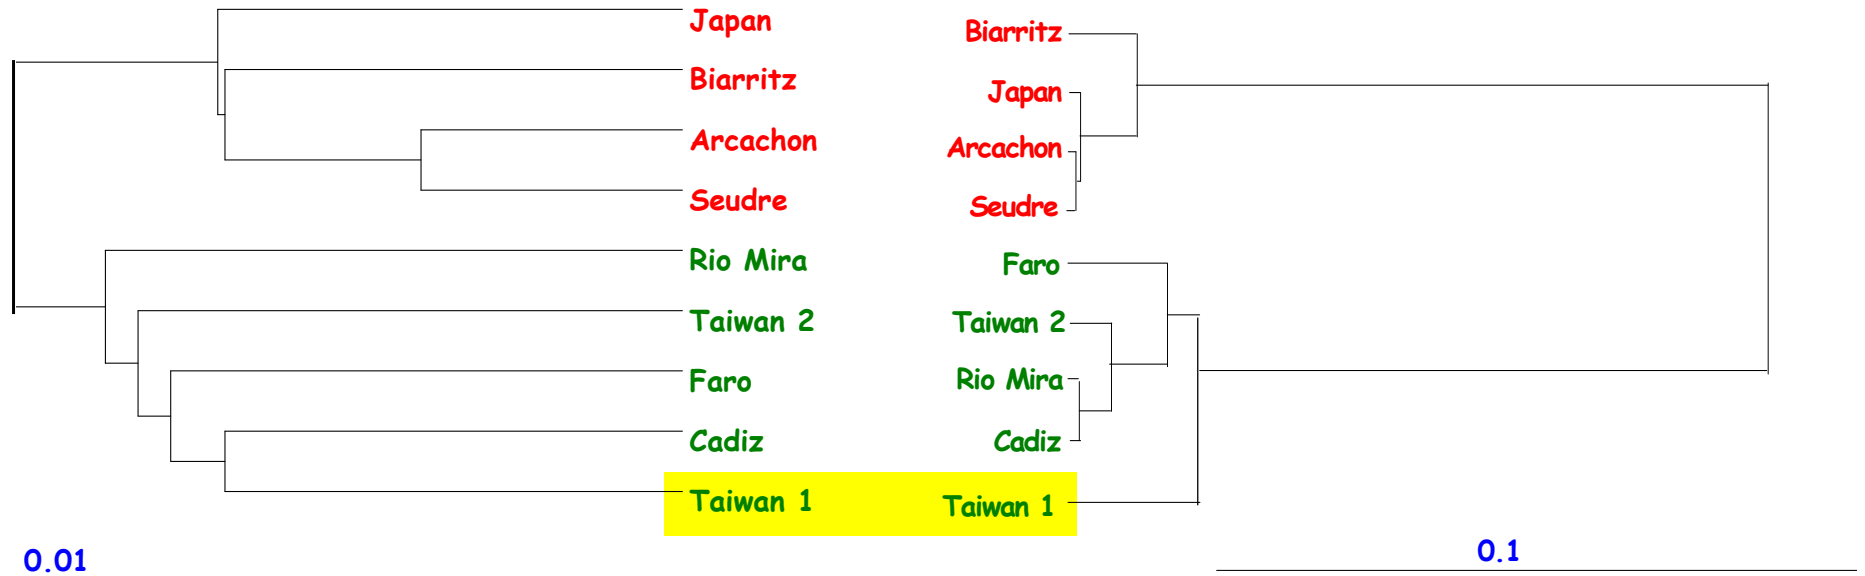 Japan
Biarritz
Arcachon
Seudre
Rio Mira
Taiwan 2
Faro
Cadiz
Taiwan 1
0.01
Biarritz
Japan
Arcachon
Seudre
Faro
Taiwan 2
Rio Mira
Cadiz
Taiwan 1
0.1